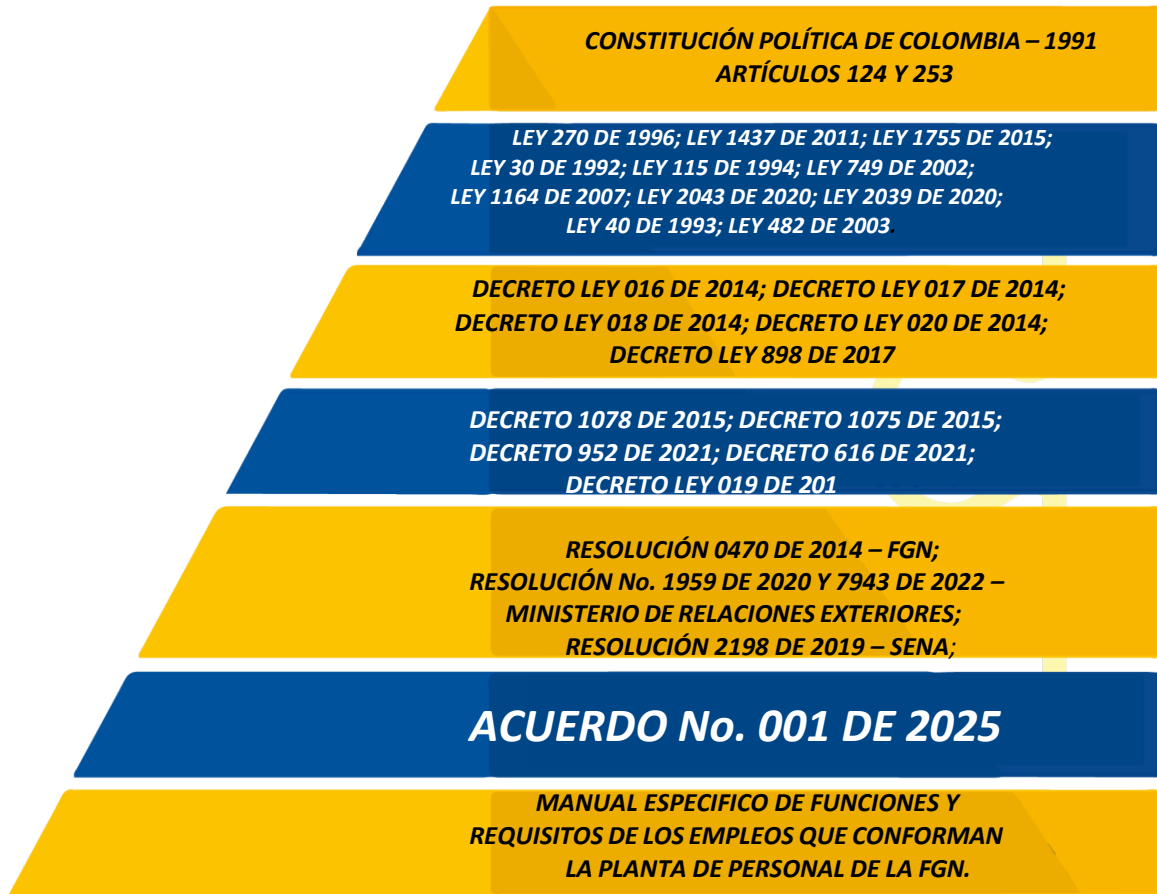 CONSTITUCIÓN POLÍTICA DE COLOMBIA – 1991
ARTÍCULOS 124 Y 253
LEY 270 DE 1996; LEY 1437 DE 2011; LEY 1755 DE 2015;
LEY 30 DE 1992; LEY 115 DE 1994; LEY 749 DE 2002;
LEY 1164 DE 2007; LEY 2043 DE 2020; LEY 2039 DE 2020;
LEY 40 DE 1993; LEY 482 DE 2003.
DECRETO LEY 016 DE 2014; DECRETO LEY 017 DE 2014;
DECRETO LEY 018 DE 2014; DECRETO LEY 020 DE 2014;
DECRETO LEY 898 DE 2017
DECRETO 1078 DE 2015; DECRETO 1075 DE 2015;
DECRETO 952 DE 2021; DECRETO 616 DE 2021;
DECRETO LEY 019 DE 201
RESOLUCIÓN 0470 DE 2014 – FGN;
RESOLUCIÓN No. 1959 DE 2020 Y 7943 DE 2022 –
MINISTERIO DE RELACIONES EXTERIORES;
RESOLUCIÓN 2198 DE 2019 – SENA;
ACUERDO No. 001 DE 2025
MANUAL ESPECIFICO DE FUNCIONES Y
REQUISITOS DE LOS EMPLEOS QUE CONFORMAN
LA PLANTA DE PERSONAL DE LA FGN.